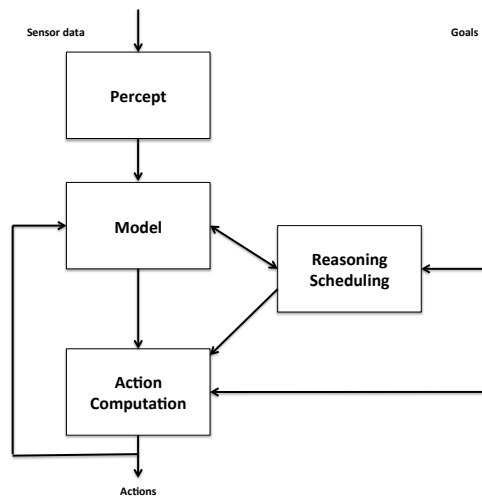 Sensor data
Goals
Percept
Model
Reasoning
Scheduling
Action
Computation
Actions